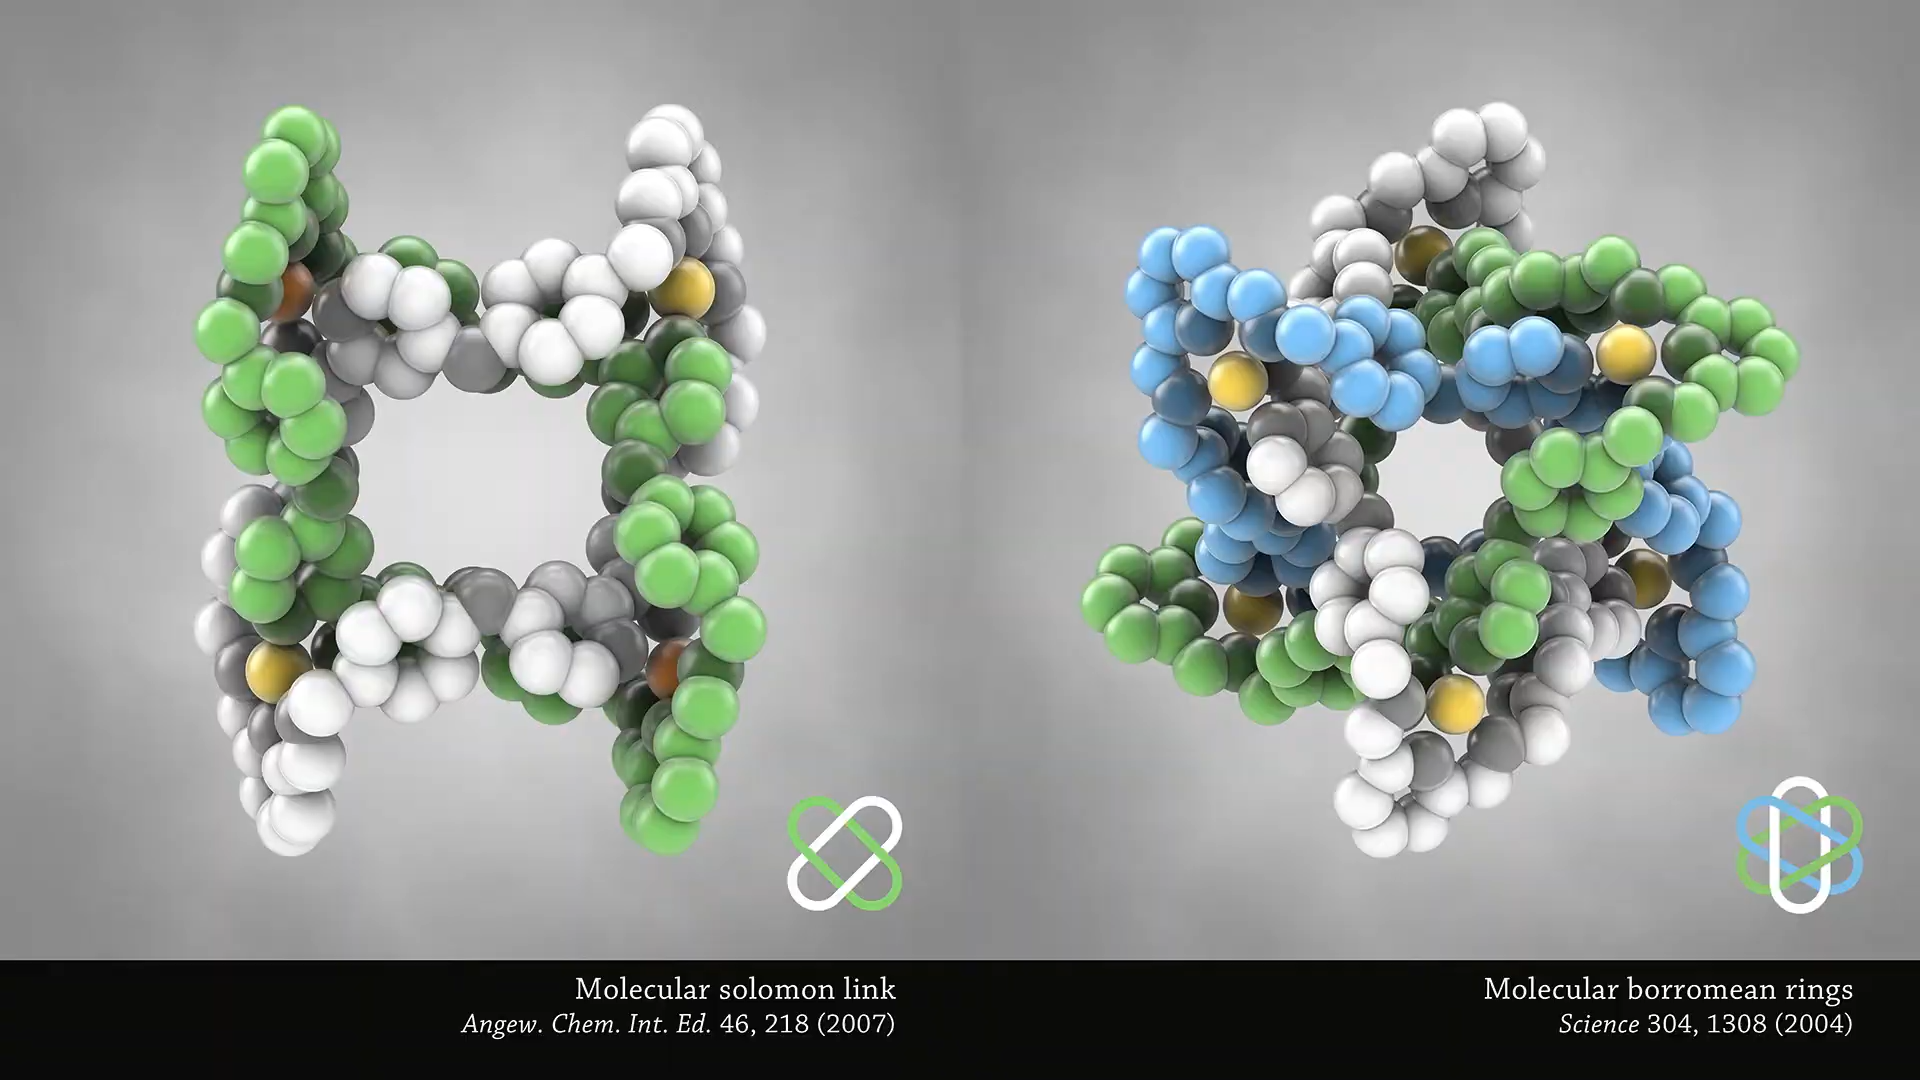 Molecular solomon link
Angew. Chem. Int. Ed. 46, 218 (2007)
Molecular borromean rings
Science 304, 1308 (2004)